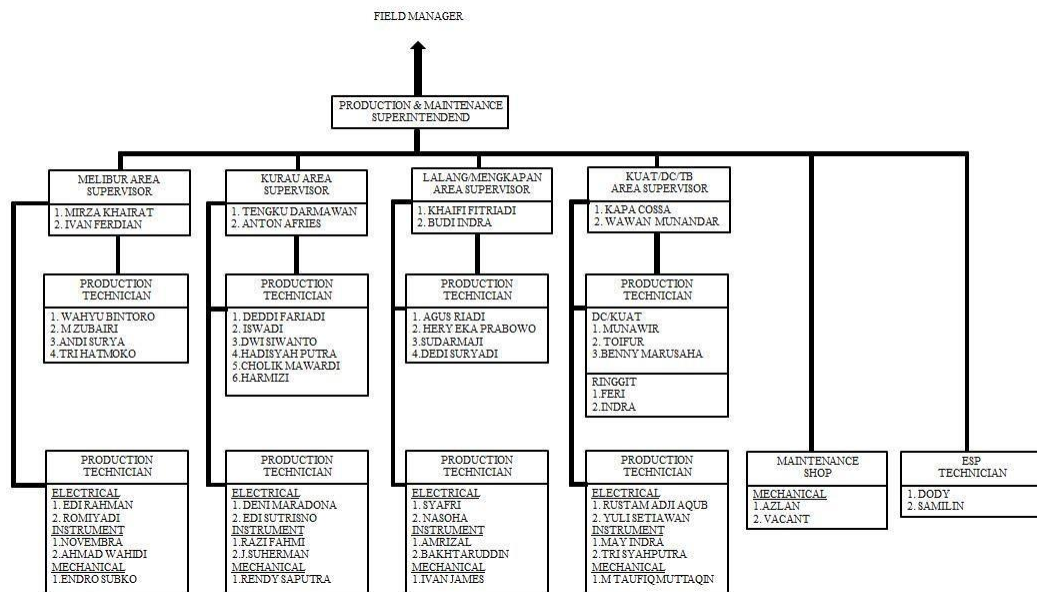 FIELD MANAGER
PRODUCTION & MAINTENANCE
SUPERINTENDEND
MELIBUR AREA
SUPERVISOR
1. MIRZA KHAIRAT
2. IVAN FERDIAN
KURAU AREA
SUPERVISOR
1. TENGKU DARMAWAN
2. ANTON AFRIES
LALANG/MENGKAPAN
AREA SUPERVISOR
1. KHAIFI FITRIADI
2. BUDI INDRA
KUAT/DC/TB
AREA SUPERVISOR
1. KAPA COSSA
2. WAWAN MUNANDAR
PRODUCTION
TECHNICIAN
1. WAHYU BINTORO
2. M ZUBAIRI
3.ANDI SURYA
4.TRI HATMOKO
PRODUCTION
TECHNICIAN
1. DEDDI FARIADI
2. ISWADI
3.DWI SIWANTO
4.HADISYAH PUTRA
5.CHOLIK MAWARDI
6.HARMIZI
PRODUCTION
TECHNICIAN
1. AGUS RIADI
2. HERY EKA PRABOWO
3.SUDARMAJI
4.DEDI SURYADI
PRODUCTION
TECHNICIAN
DC/KUAT
1. MUNAWIR
2. TOIFUR
3.BENNY MARUSAHA
RINGGIT
1.FERI
2.INDRA
PRODUCTION
TECHNICIAN
ELECTRICAL
1. EDI RAHMAN
2. ROMIYADI
INSTRUMENT
1.NOVEMBRA
2.AHMAD WAHIDI
MECHANICAL
1.ENDRO SUBKO
PRODUCTION
TECHNICIAN
ELECTRICAL
1. DENI MARADONA
2. EDI SUTRISNO
INSTRUMENT
1.RAZI FAHMI
2.J.SUHERMAN
MECHANICAL
1.RENDY SAPUTRA
PRODUCTION
TECHNICIAN
ELECTRICAL
1. SYAFRI
2. NASOHA
INSTRUMENT
1.AMRIZAL
2.BAKHTARUDDIN
MECHANICAL
1.IVAN JAMES
PRODUCTION
TECHNICIAN
ELECTRICAL
1. RUSTAM ADJI AQUB
2. YULI SETIAWAN
INSTRUMENT
1.MAY INDRA
2.TRI SYAHPUTRA
MECHANICAL
1.M TAUFIQ MUTTAQIN
MAINTENANCE
SHOP
MECHANICAL
1.AZLAN
2. VACANT
ESP
TECHNICIAN
1. DODY
2. SAMILIN